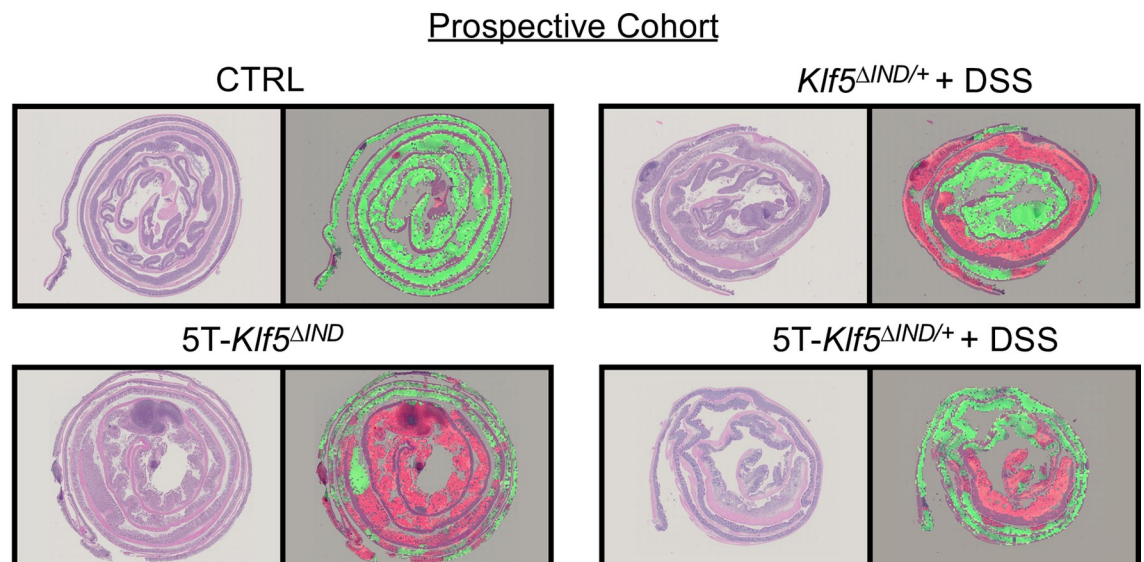 Prospective Cohort
CTRL
Klf5ΔIND/+ + DSS
5T-Klf5ΔIND
5T-Klf5ΔIND/+ + DSS